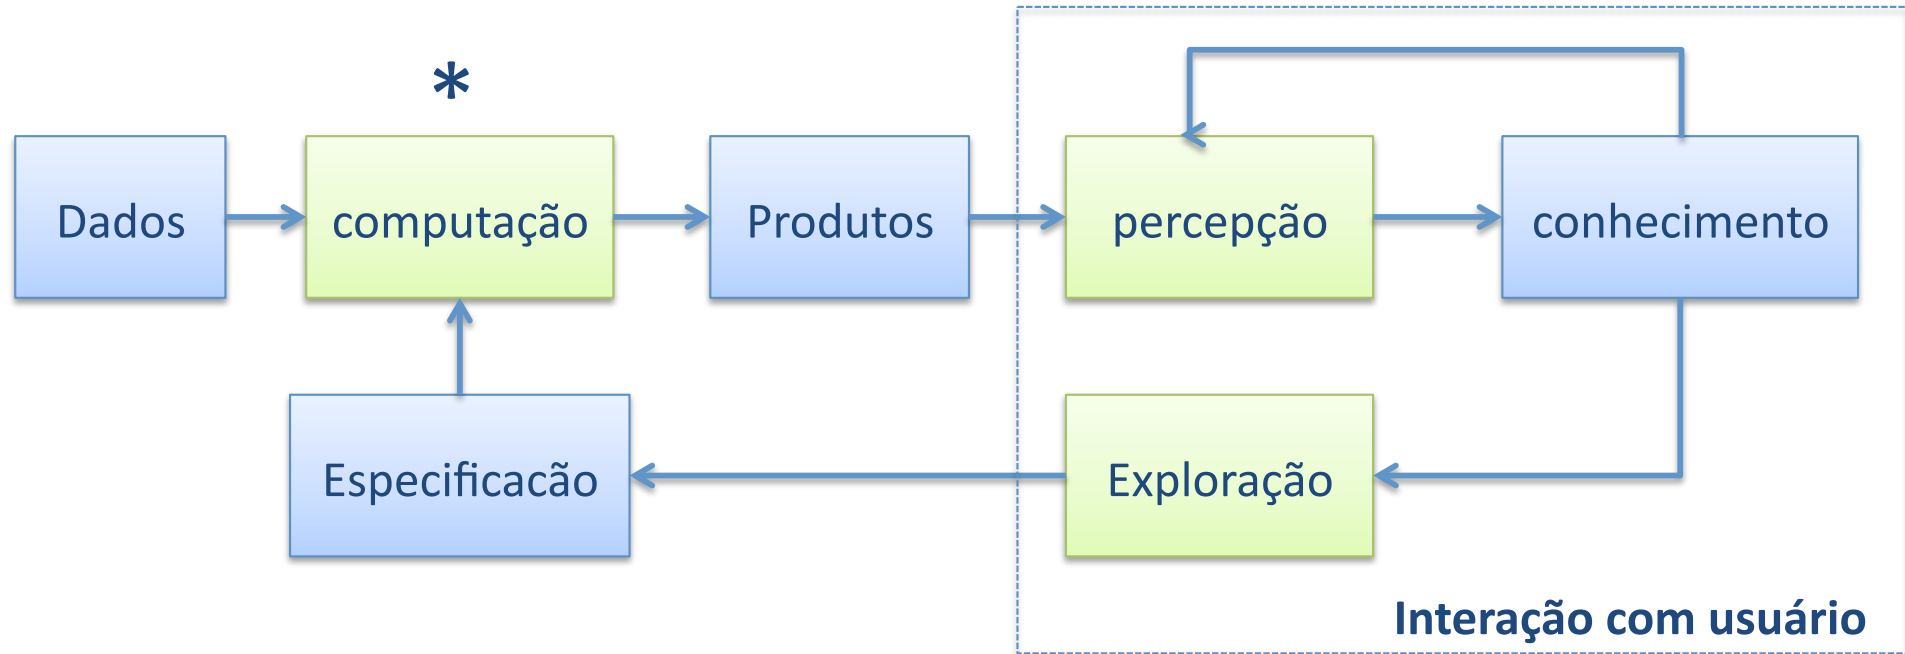 *
Dados
computação
Produtos
percepção
conhecimento
Especificacão
Exploração
Interação com usuário